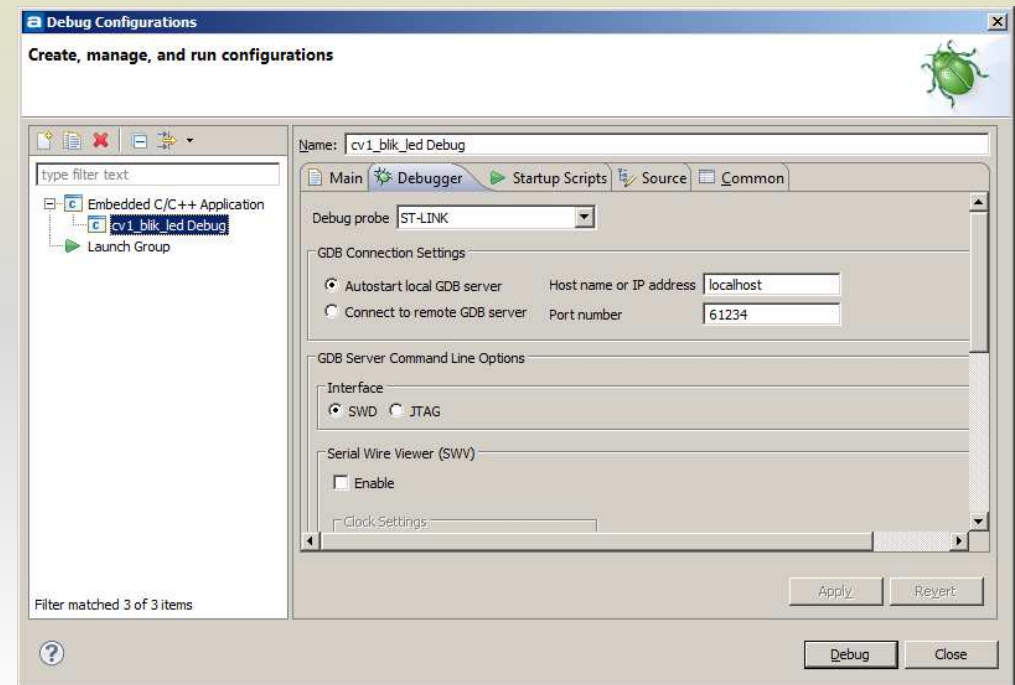 Debug Configurations
Create, manage, and run configurations
type filter text
Embedded C/C++ Application
cv1_blik_led Debug
Launch Group
Filter matched 3 of 3 items
Name: cv1_blik_led Debug
Main Debugger Startup Scripts Source Common
Debug probe ST-LINK
GDB Connection Settings
Autostart local GDB server Host name or IP address localhost
Connect to remote GDB server Port number 61234
GDB Server Command Line Options
Interface
SWD JTAG
Serial Wire Viewer (SWV)
Enable
Clock Settings
Apply Revert
Debug Close